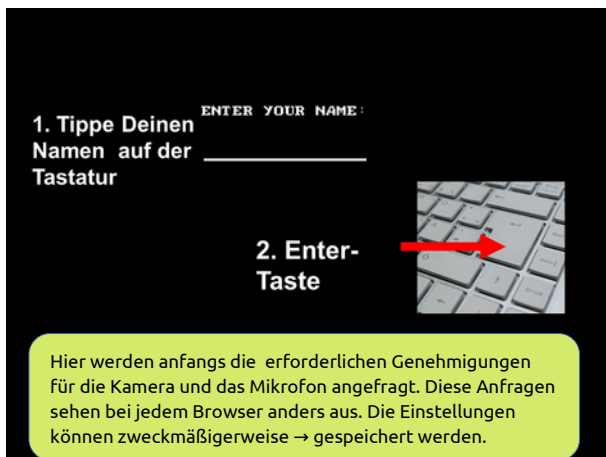 ENTER YOUR NAME:
1. Tippe Deinen
Namen auf der
Tastatur
2. Enter-
Taste
Hier werden anfangs die erforderlichen Genehmigungen
für die Kamera und das Mikrofon angefragt. Diese Anfragen
sehen bei jedem Browser anders aus. Die Einstellungen
können zweckmäßigerweise → gespeichert werden.